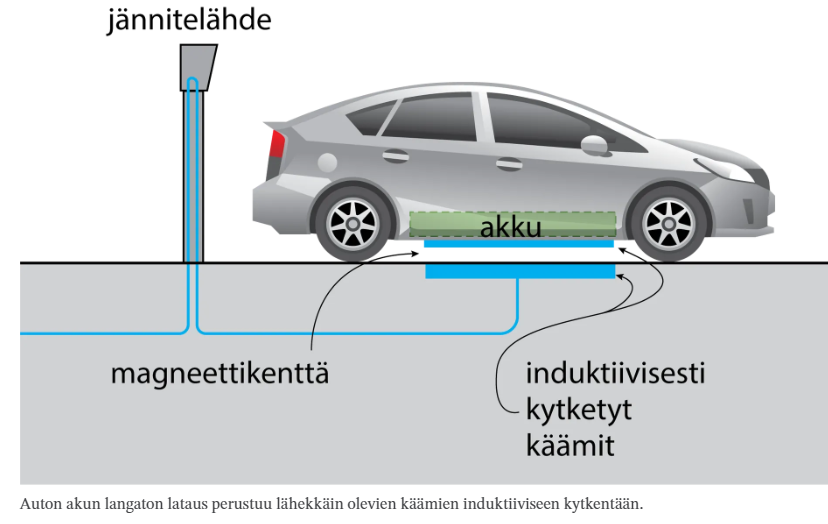 jännitelähde
akku
magneettikenttä
induktiivisesti
kytketyt
käämit
Auton akun langaton lataus perustuu lähekkäin olevien käämien induktiiviseen kytkentään.